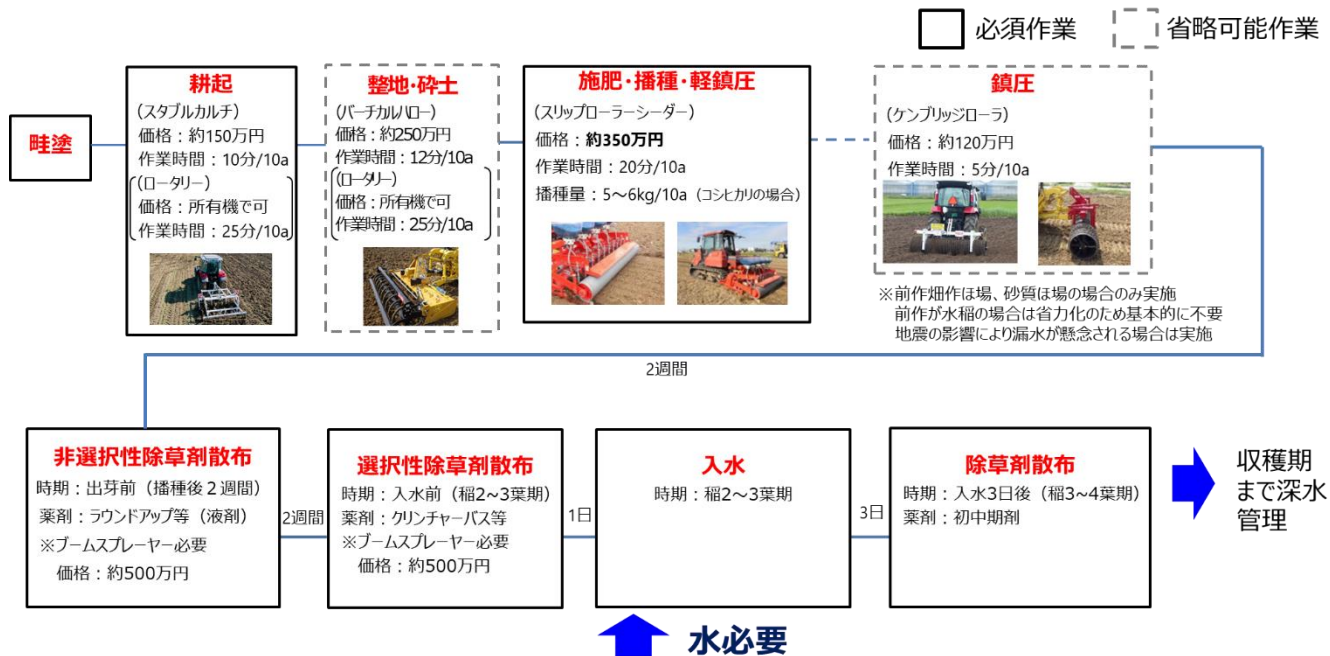 必須作業
省略可能作業
畦塗
耕起
(スタブルカルチ)
価格：約150万円
作業時間：10分/10a
(ロータリー)
価格：所有機で可
作業時間：25分/10a
整地・砕土
(バーチカルハロー)
価格：約250万円
作業時間：12分/10a
(ロータリー)
価格：所有機で可
作業時間：25分/10a
施肥・播種・軽鎮圧
(スリップローラーシーダー)
価格：約350万円
作業時間：20分/10a
播種量：5～6kg/10a（コシヒカリの場合）
鎮圧
(ケンブリッジローラ)
価格：約120万円
作業時間：5分/10a
※前作畑作ほ場、砂質ほ場の場合のみ実施
前作が水稲の場合は省力化のため基本的に不要
地震の影響により漏水が懸念される場合は実施
2週間
非選択性除草剤散布
時期：出芽前（播種後２週間）
薬剤：ラウンドアップ等（液剤）
※ブームスプレーヤー必要
価格：約500万円
2週間
選択性除草剤散布
時期：入水前（稲2~3葉期）
薬剤：クリンチャーバス等
※ブームスプレーヤー必要
価格：約500万円
1日
入水
時期：稲2～3葉期
3日
除草剤散布
時期：入水3日後（稲3~4葉期）
薬剤：初中期剤
収穫期
まで深水
管理
水必要